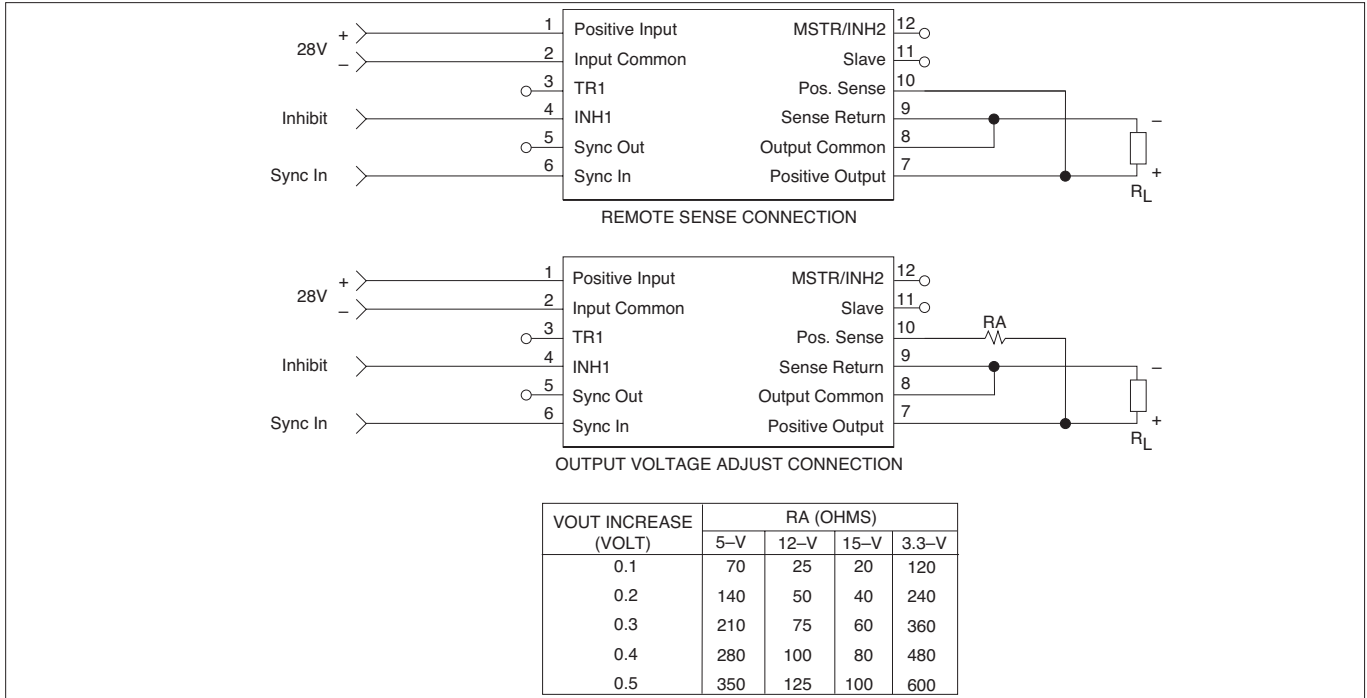 1 Positive Input MSTR/INH2 12
28V + –
2 Input Common Slave 11
3 TR1 Pos. Sense 10
Inhibit 4 INH1 Sense Return 9 –
5 Sync Out Output Common 8
Sync In 6 Sync In Positive Output 7 +
RL
REMOTE SENSE CONNECTION
1 Positive Input MSTR/INH2 12
28V + –
2 Input Common Slave 11
3 TR1 Pos. Sense 10 RA
Inhibit 4 INH1 Sense Return 9 –
5 Sync Out Output Common 8
Sync In 6 Sync In Positive Output 7 +
RL
OUTPUT VOLTAGE ADJUST CONNECTION
VOUT INCREASE RA (OHMS)
(VOLT) 5–V 12–V 15–V 3.3–V
0.1 70 25 20 120
0.2 140 50 40 240
0.3 210 75 60 360
0.4 280 100 80 480
0.5 350 125 100 600